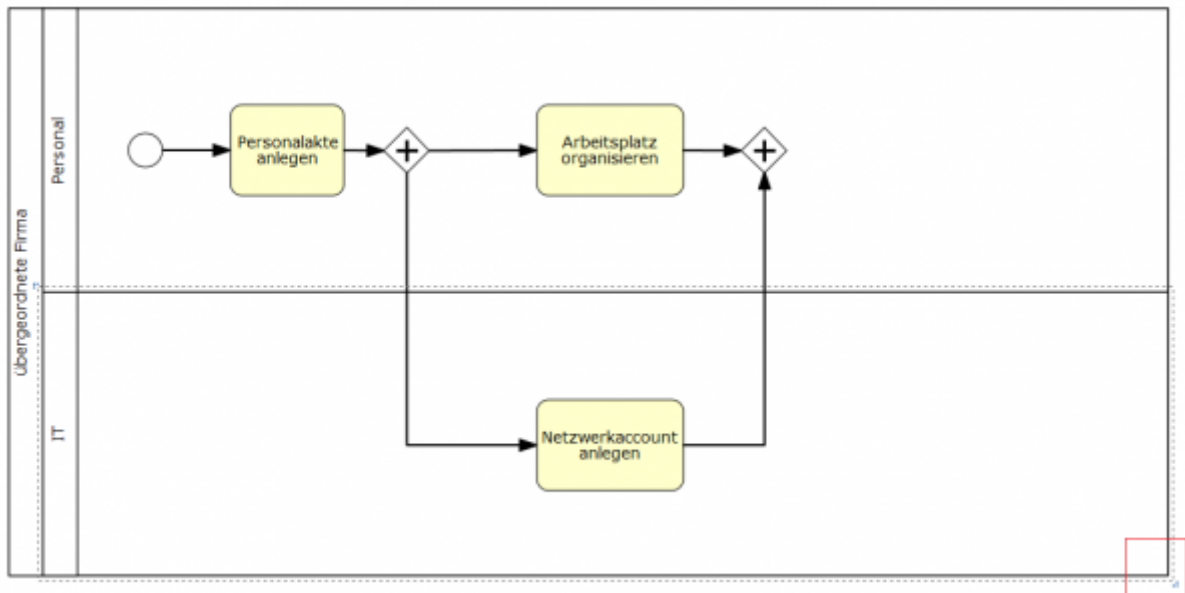 übergeordnete Firma
Personal
Personalakte
anlegen
Arbeitsplatz
organisieren
IT
Netzwerkaccount
anlegen